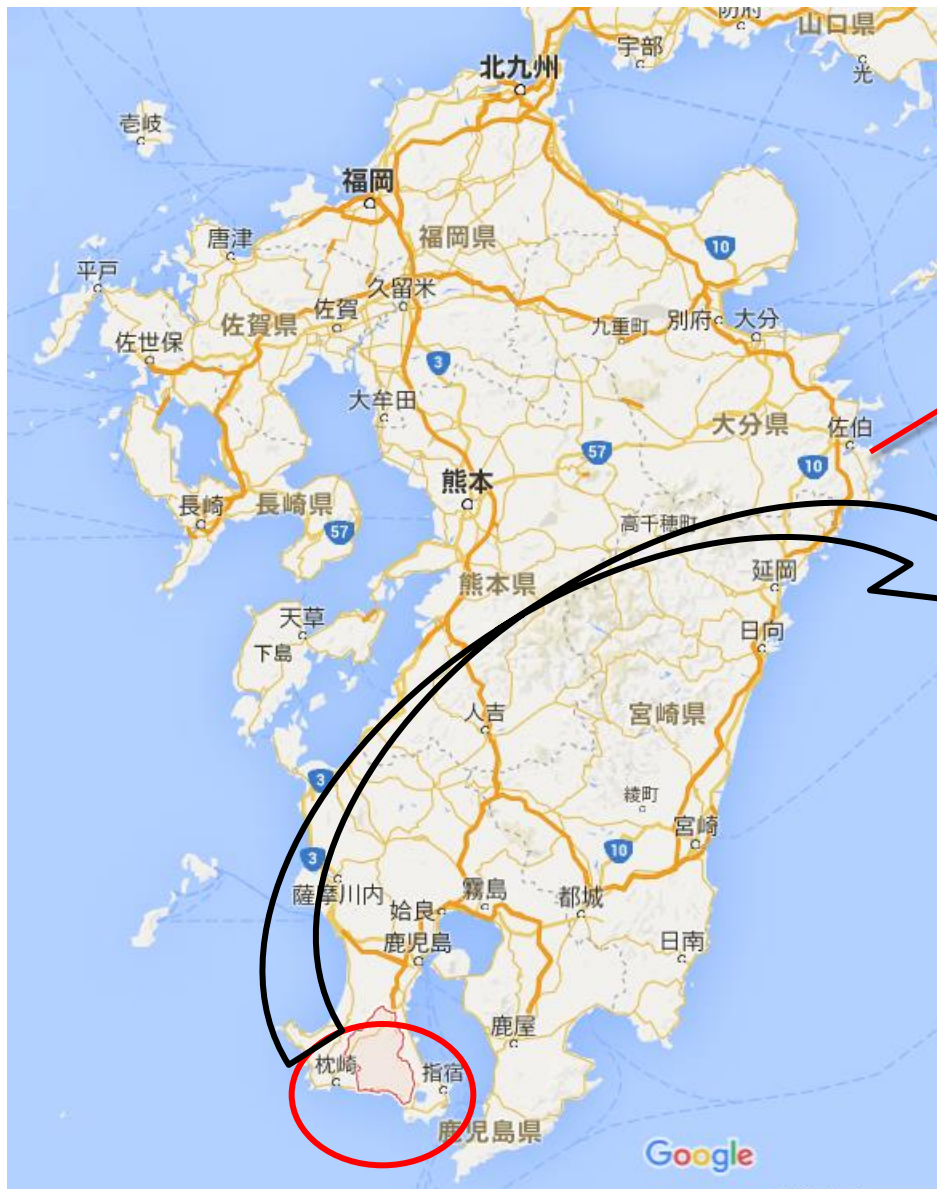 防府
山口県
宇部
光
北九州
壱岐
福岡
福岡県
唐津
10
平戸
久留米
佐賀
佐賀県
九重町
別府
大分
佐世保
3
大牟田
大分県
佐伯
57
10
熊本
長崎
長崎県
高千穂町
57
延岡
熊本県
天草
下島
日向
人吉
宮崎県
3
綾町
宮崎
10
3
薩摩川内
霧島
都城
姶良
鹿児島
日南
鹿屋
枕崎
指宿
鹿児島県
Google